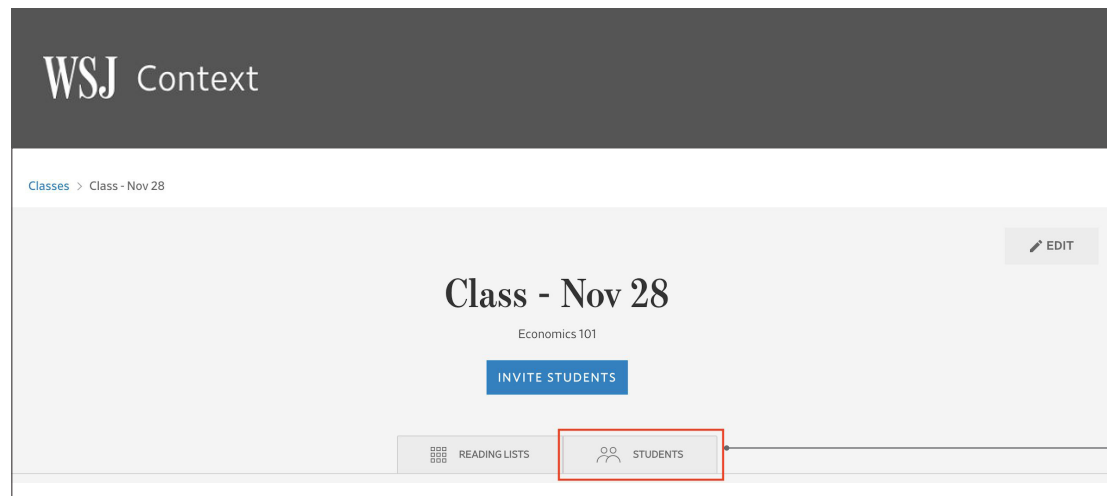 WSJ Context
Classes > Class - Nov 28
EDIT
Class - Nov 28
Economics 101
INVITE STUDENTS
READING LISTS
STUDENTS